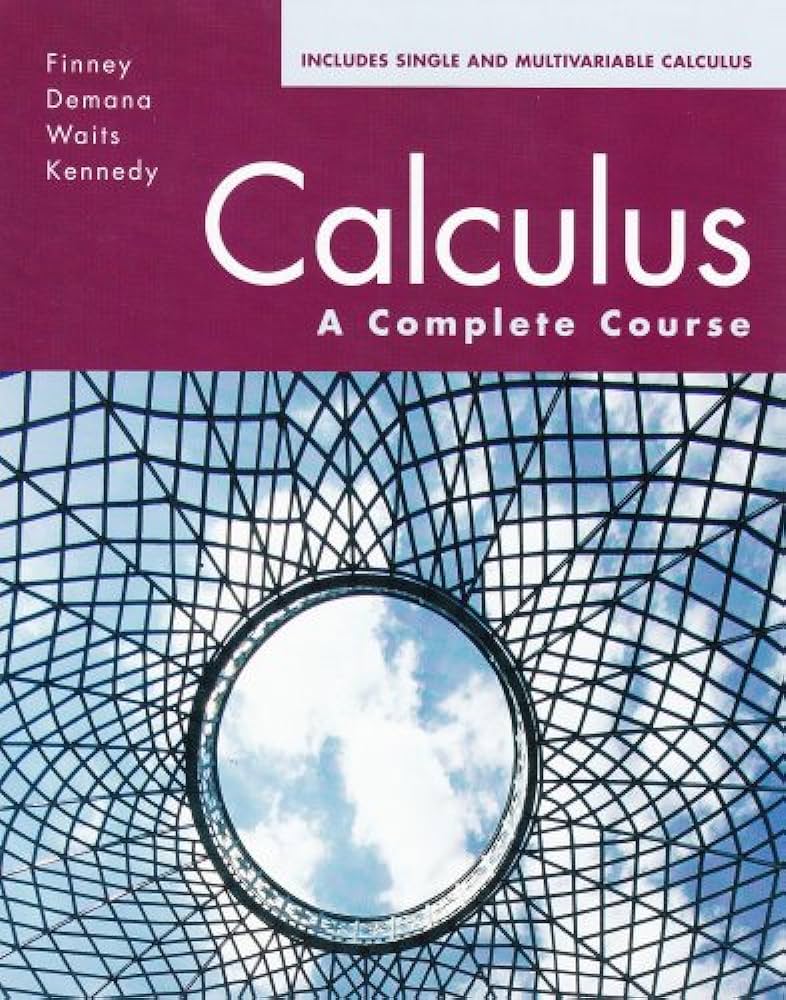 Finney
Demana
Waits
Kennedy
INCLUDES SINGLE AND MULTIVARIABLE CALCULUS
Calculus
A Complete Course